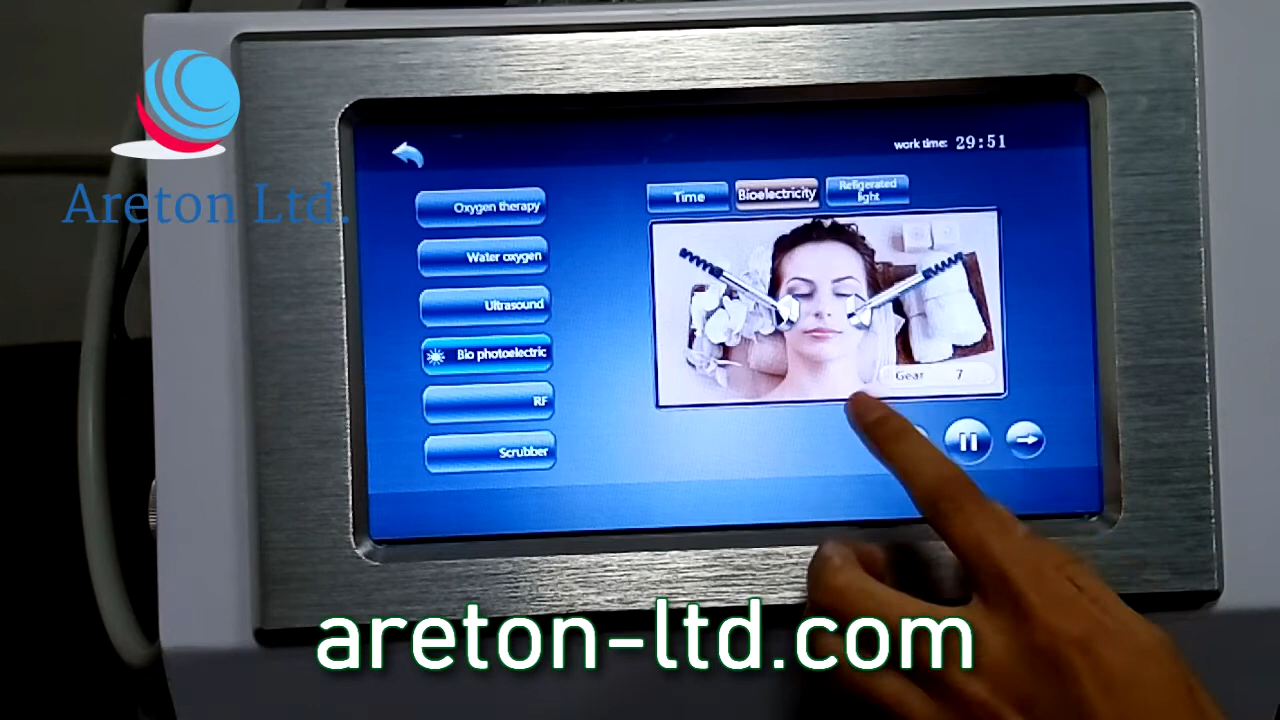 Areton Ltd.
work time: 29:51
Oxygen therapy
Water oxygen
Ultrasound
Bio photoelectric
RF
Scrubber
Time
Bioelectricity
Refigerated
light
Gear 7
areton-ltd.com